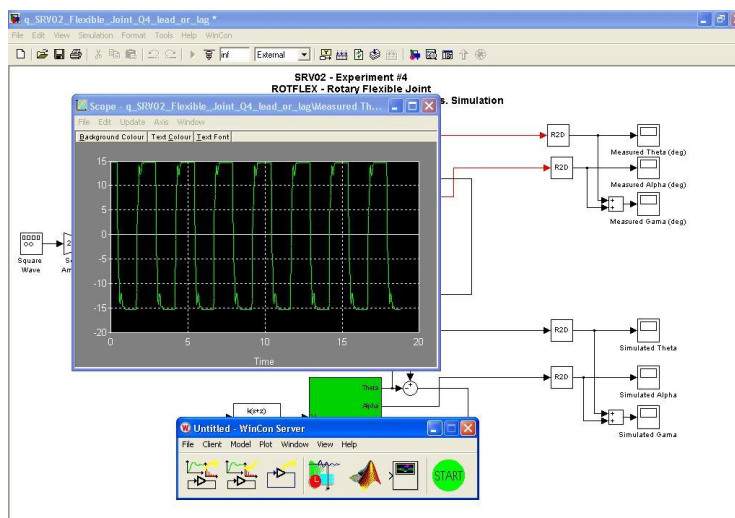 q_SRV02_Flexible_Joint_Q4_lead_or_lag *
File Edit View Simulation Format Tools Help WinCon
inf
External
SRV02 - Experiment #4
ROTFLEX - Rotary Flexible Joint
s. Simulation
Scope - q_SRV02_Flexible_Joint_Q4_lead_or_lag\Measured Th...
File Edit Update Axis Window
Background Colour Text Colour Text Font
15
10
5
0
-5
-10
-15
-20
0 5 10 15 20
Time
Square
Wave
2
R2D
Measured Theta (deg)
R2D
Measured Alpha (deg)
Measured Gama (deg)
R2D
Simulated Theta
R2D
Simulated Alpha
Simulated Gama
Theta
Alpha
Untitled - WinCon Server
File Client Model Plot Window View Help
START